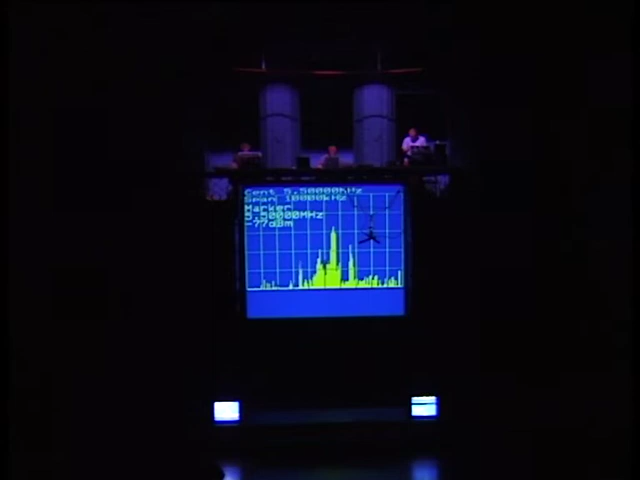 Cent 5.50000MHz
Span 10000kHz
Marker
5.50000MHz
-77dBm